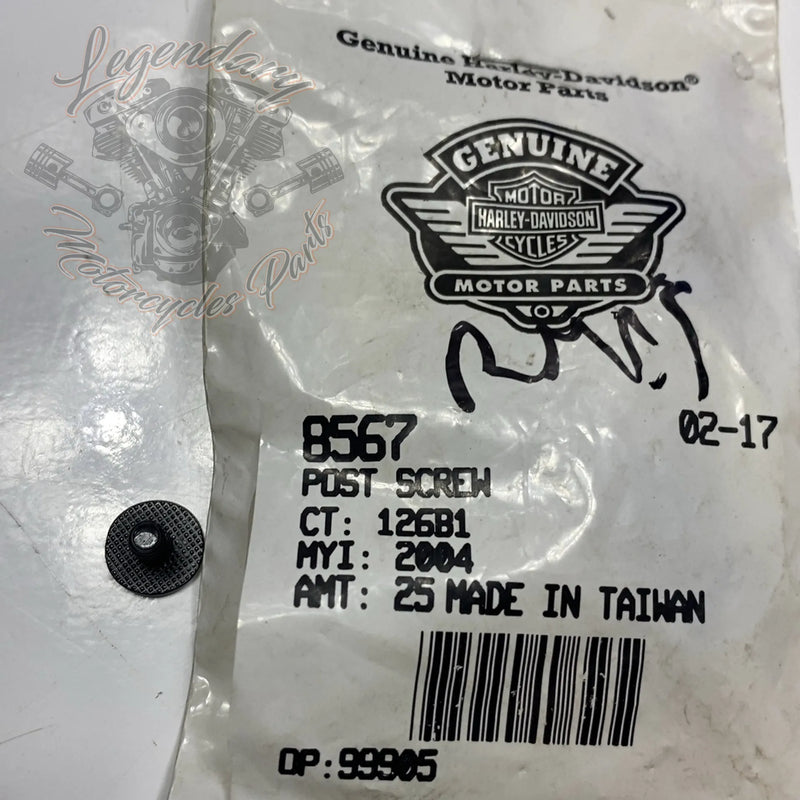 Legendary
Motorcycles Parts
Genuine Harley-Davidson®
Motor Parts
GENUINE
MOTOR
HARLEY-DAVIDSON
CYCLES
MOTOR PARTS
8567
02-17
POST SCREW
CT: 126B1
MYI: 2004
AMT: 25 MADE IN TAIWAN
OP:99905